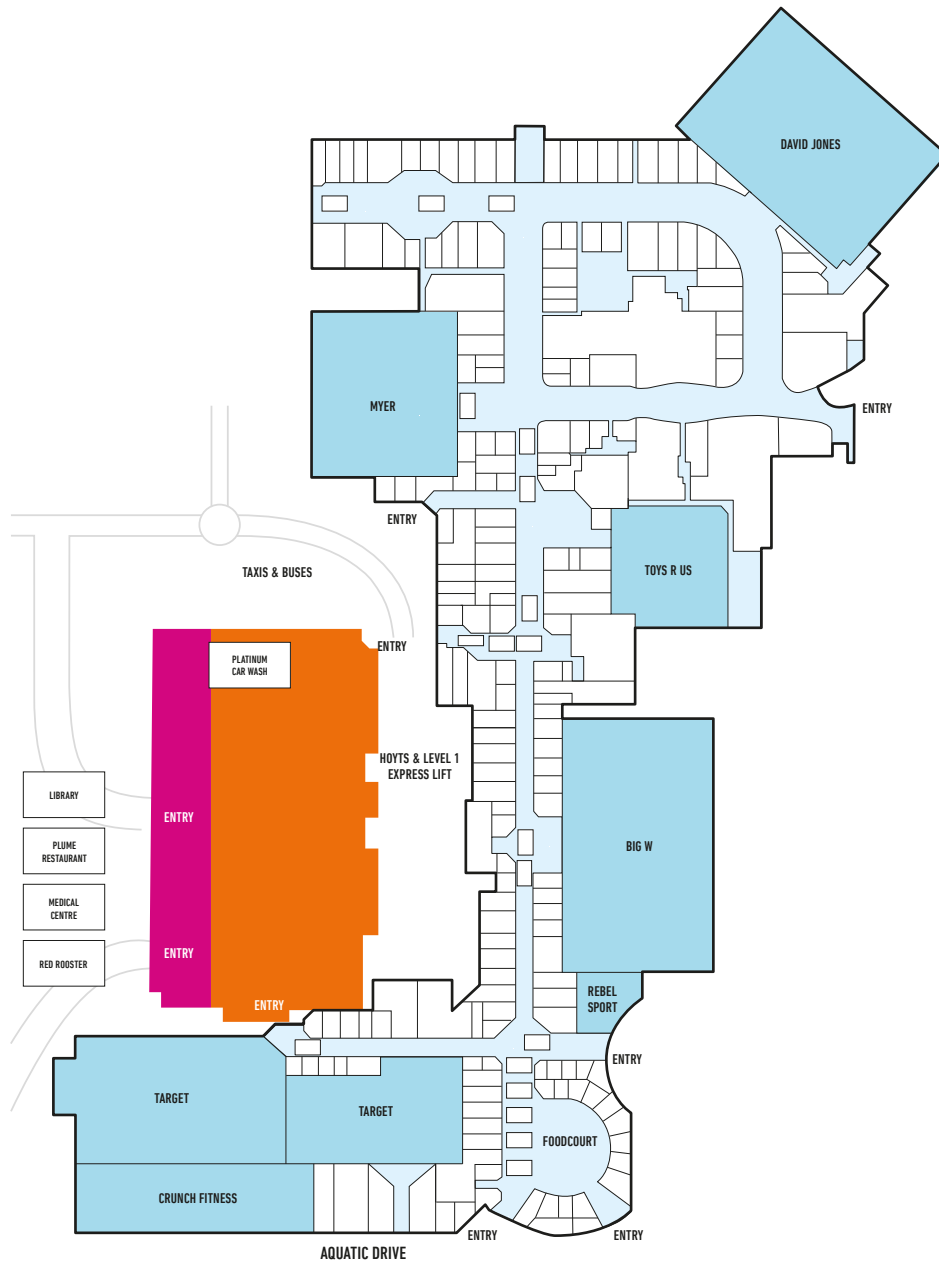 DAVID JONES
MYER
ENTRY
ENTRY
TAXIS & BUSES
TOYS R US
ENTRY
PLATINUM
CAR WASH
HOYTS & LEVEL 1
EXPRESS LIFT
LIBRARY
ENTRY
PLUME
RESTAURANT
BIG W
MEDICAL
CENTRE
ENTRY
RED ROOSTER
REBEL
SPORT
ENTRY
ENTRY
TARGET
TARGET
FOODCOURT
CRUNCH FITNESS
ENTRY
ENTRY
AQUATIC DRIVE